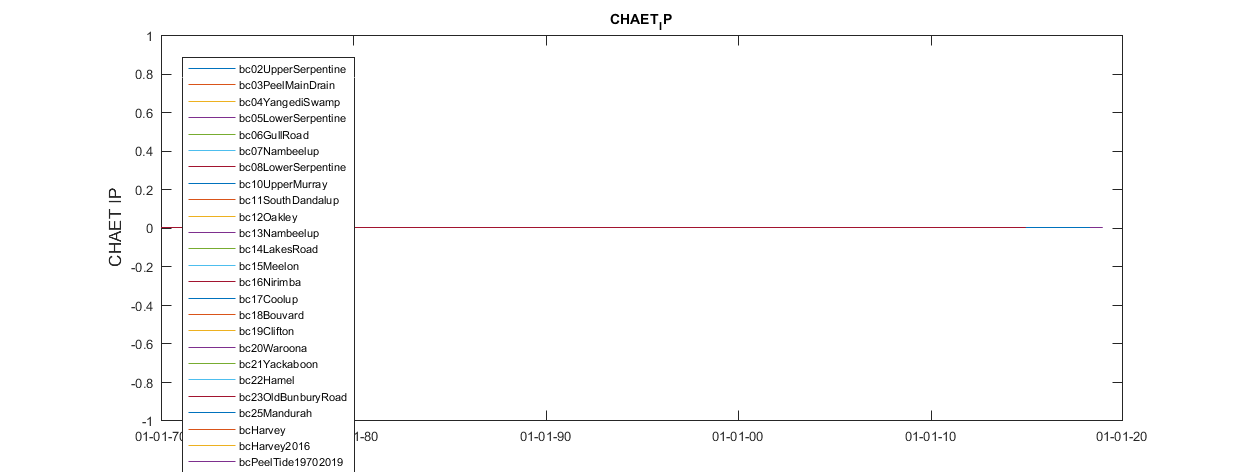 CHAET_IP
1
0.8
0.6
0.4
0.2
0
-0.2
-0.4
-0.6
-0.8
-1
CHAET IP
bc02UpperSerpentine
bc03PeelMainDrain
bc04YangediSwamp
bc05LowerSerpentine
bc06GullRoad
bc07Nambeelup
bc08LowerSerpentine
bc10UpperMurray
bc11SouthDandalup
bc12Oakley
bc13Nambeelup
bc14LakesRoad
bc15Meelon
bc16Nirimba
bc17Coolup
bc18Bouvard
bc19Clifton
bc20Waroona
bc21Yackaboon
bc22Hamel
bc23OldBunburyRoad
bc25Mandurah
bcHarvey
bcHarvey2016
bcPeelTide19702019
01-01-70 1-80 01-01-90 01-01-00 01-01-10 01-01-20